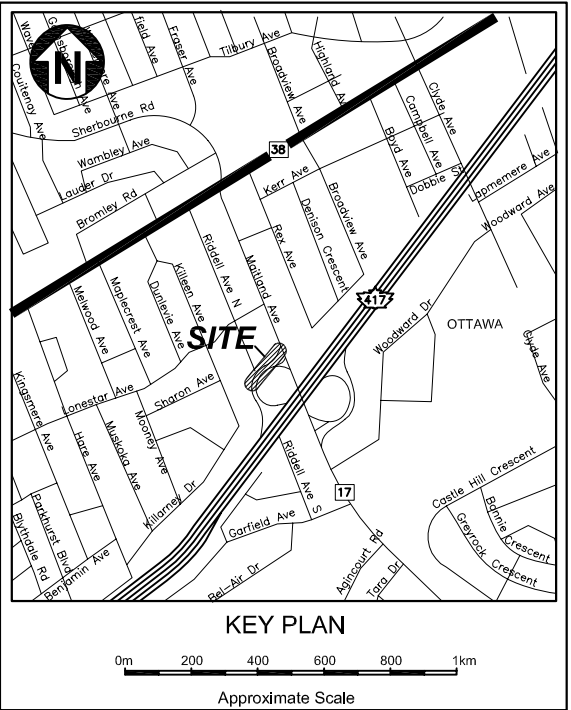 N
Couitenay Ave
field Ave
Fraser Ave
Tilbury Ave
Broadview Ave
Highland Av
Clyde Ave
Campbell Ave
Boyd Ave
Dobbie S
Lapmemere Ave
Woodward Ave
Sherbourne Rd
Wambley Ave
Lauder Dr
Bromley Rd
38
Kerr Ave
Broadview Ave
Denison Crescent
Rex Ave
Maitland Ave
Riddell Ave N
Killeen Ave
Dunlevie Ave
Maplecrest Ave
Melwood Ave
417
Woodward Dr
OTTAWA
Clyde Ave
SITE
Kingsmere Ave
Lonestar Ave
Sharon Ave
Mooney Ave
Muskoka Ave
Hare Ave
Killarney Dr
Parkhurst Blvd
Blythdale Rd
Benjamin Ave
Riddell Ave S
17
Garfield Ave
Bel-Air Dr
Agincourt Rd
Tara Dr
Castle Hill Crescent
Bannie Crescent
Greyrock Crescent
KEY PLAN
0m 200 400 600 800 1km
Approximate Scale